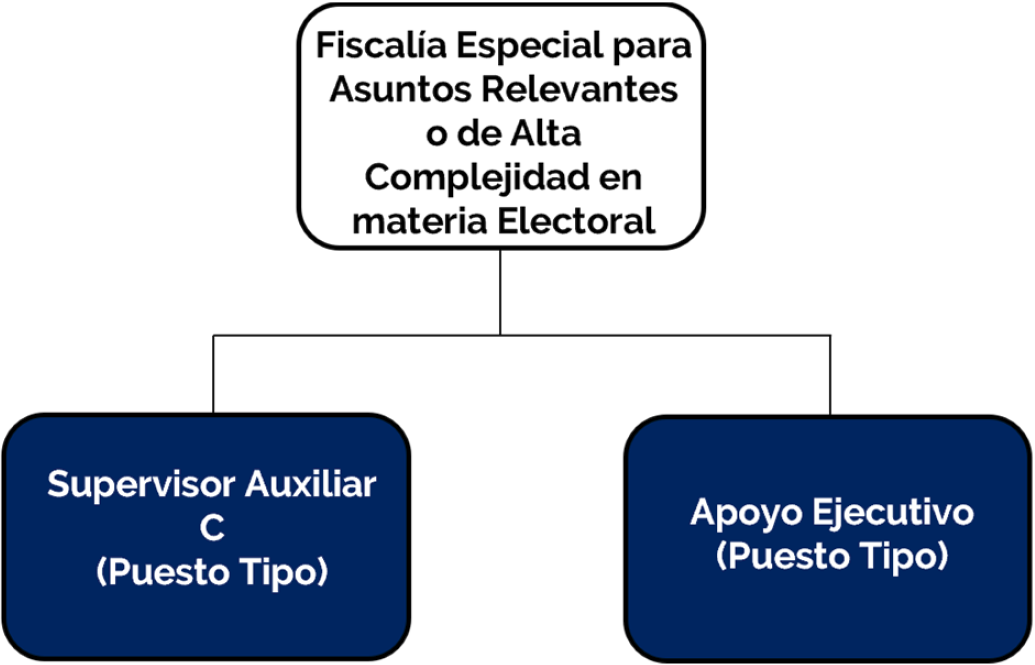 Fiscalía Especial para
Asuntos Relevantes
o de Alta
Complejidad en
materia Electoral
Supervisor Auxiliar
C
(Puesto Tipo)
Apoyo Ejecutivo
(Puesto Tipo)